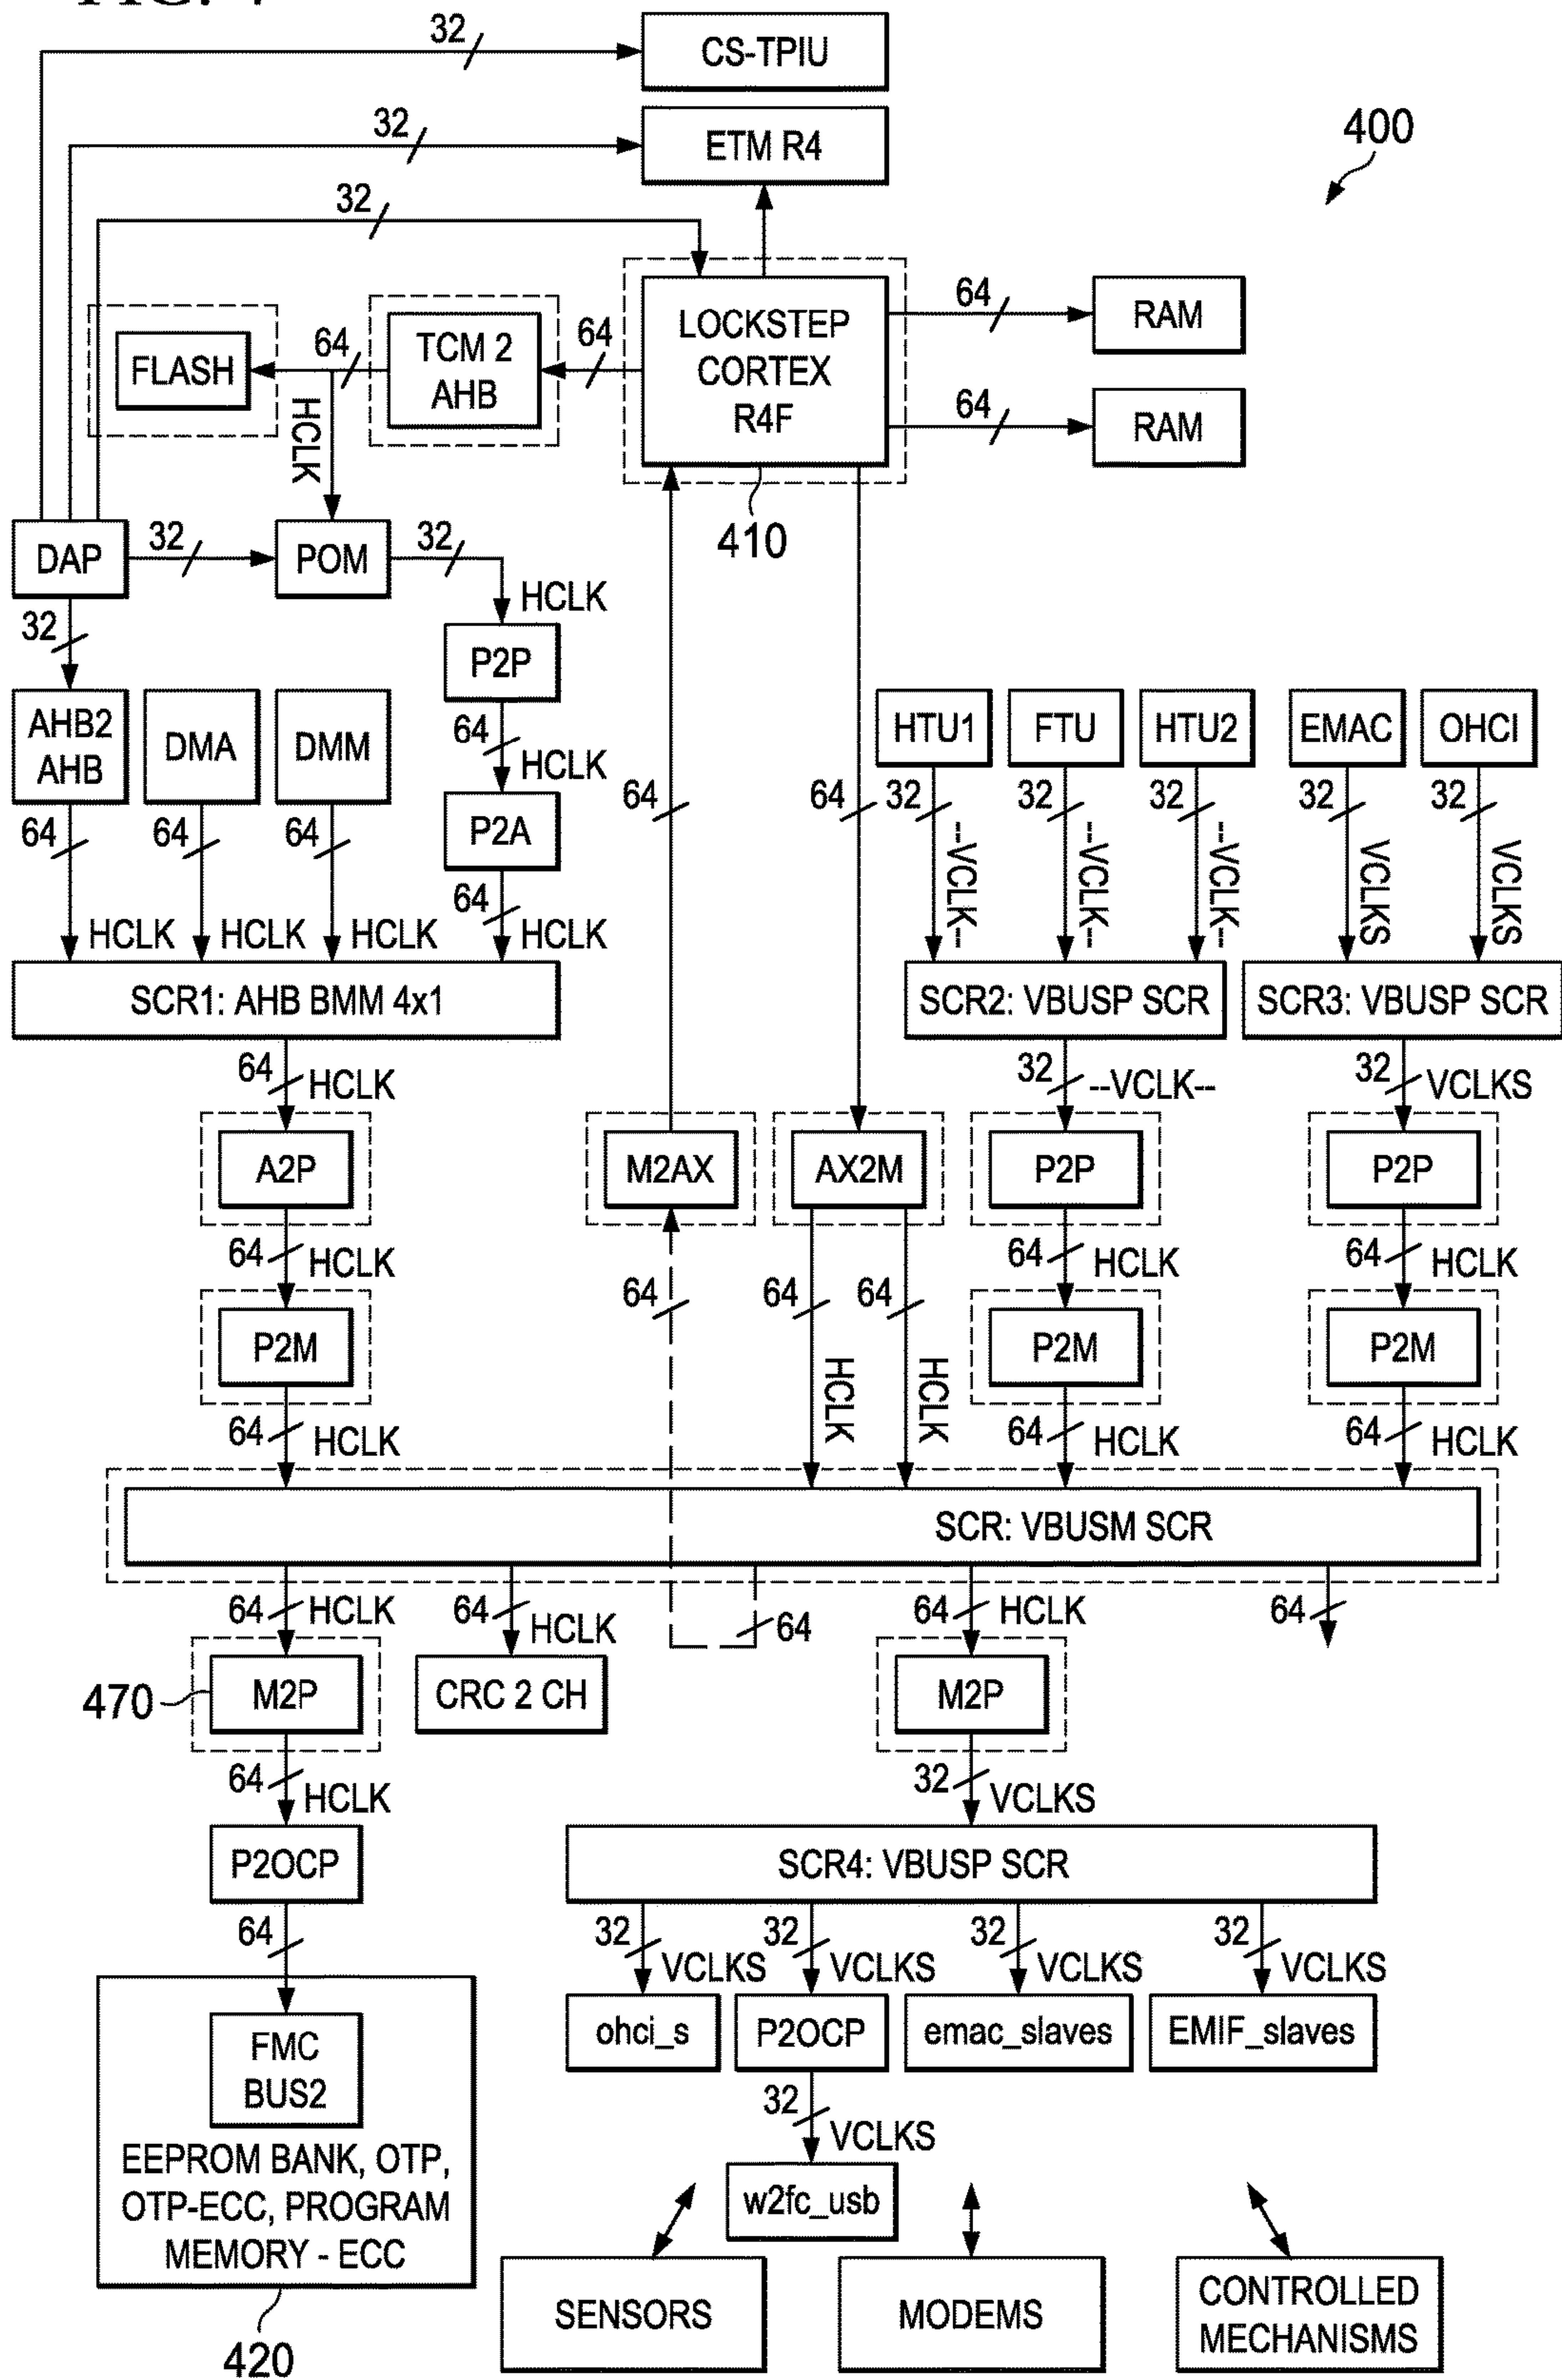 FIG. 4
32
CS-TPIU
32
ETM R4
400
32
LOCKSTEP
CORTEX
R4F
64
RAM
64
RAM
FLASH
64
TCM 2
AHB
64
HCLK
410
DAP
32
POM
32
HCLK
32
P2P
64
HCLK
AHB2
AHB
DMA
DMM
P2A
HTU1
FTU
HTU2
EMAC
OHCI
64
64
64
64
64
64
32
32
32
32
32
--VCLK--
--VCLK--
--VCLK--
VCLKS
VCLKS
HCLK
HCLK
HCLK
HCLK
SCR1: AHB BMM 4x1
SCR2: VBUSP SCR
SCR3: VBUSP SCR
64
HCLK
32
--VCLK--
32
VCLKS
A2P
M2AX
AX2M
P2P
P2P
64
HCLK
64
64
64
64
HCLK
64
HCLK
P2M
HCLK
HCLK
P2M
P2M
64
HCLK
64
HCLK
64
HCLK
SCR: VBUSM SCR
64
HCLK
64
HCLK
64
64
HCLK
64
470
M2P
CRC 2 CH
M2P
64
HCLK
32
VCLKS
P2OCP
SCR4: VBUSP SCR
64
32
VCLKS
32
VCLKS
32
VCLKS
32
VCLKS
FMC
BUS2
ohci_s
P2OCP
emac_slaves
EMIF_slaves
32
VCLKS
EEPROM BANK, OTP,
OTP-ECC, PROGRAM
MEMORY - ECC
w2fc_usb
420
SENSORS
MODEMS
CONTROLLED
MECHANISMS